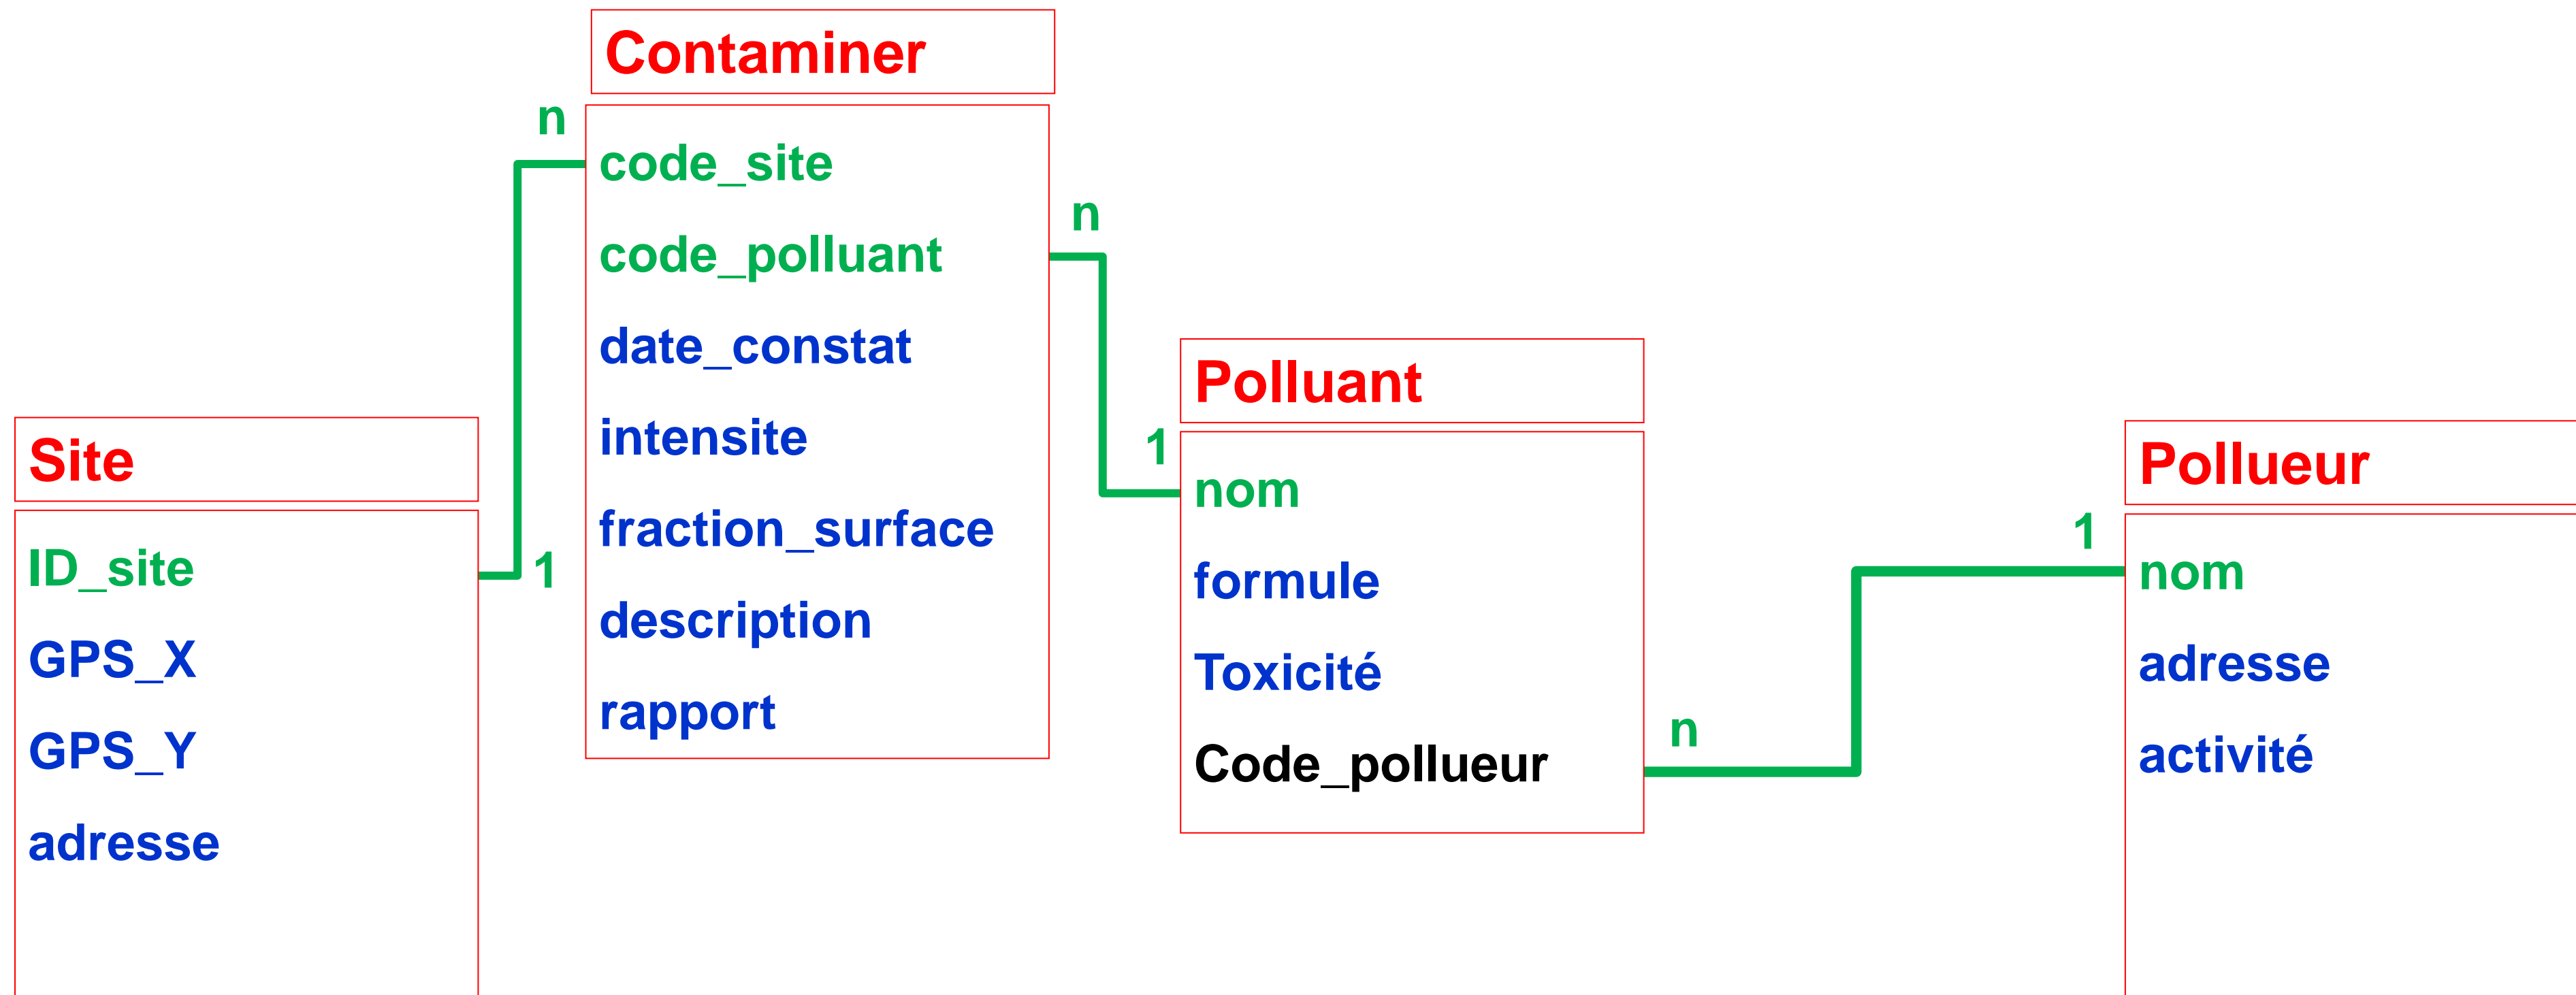 Contaminer
n
code_site
code_polluant
date_constat
intensite
fraction_surface
description
rapport
n
Site
ID_site
GPS_X
GPS_Y
adresse
1
Polluant
1
nom
formule
Toxicité
Code_pollueur
n
Pollueur
1
nom
adresse
activité